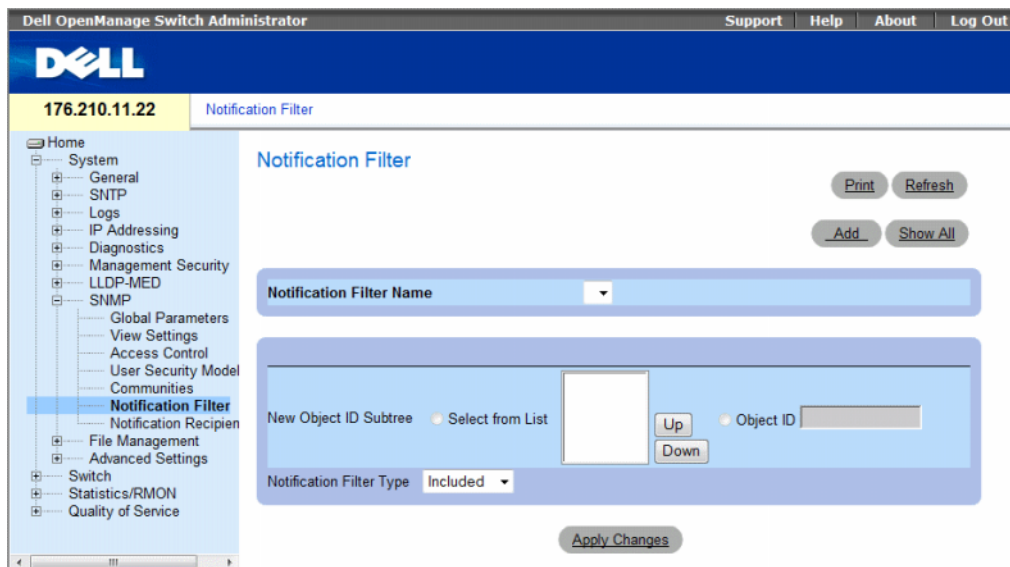 Dell OpenManage Switch Administrator Support Help About Log Out
DELL
176.210.11.22 Notification Filter
Home
System
General
SNTP
Logs
IP Addressing
Diagnostics
Management Security
LLDP-MED
SNMP
Global Parameters
View Settings
Access Control
User Security Model
Communities
Notification Filter
Notification Recipien
File Management
Advanced Settings
Switch
Statistics/RMON
Quality of Service
Notification Filter
Print Refresh
Add Show All
Notification Filter Name
New Object ID Subtree Select from List Up Down Object ID
Notification Filter Type Included
Apply Changes